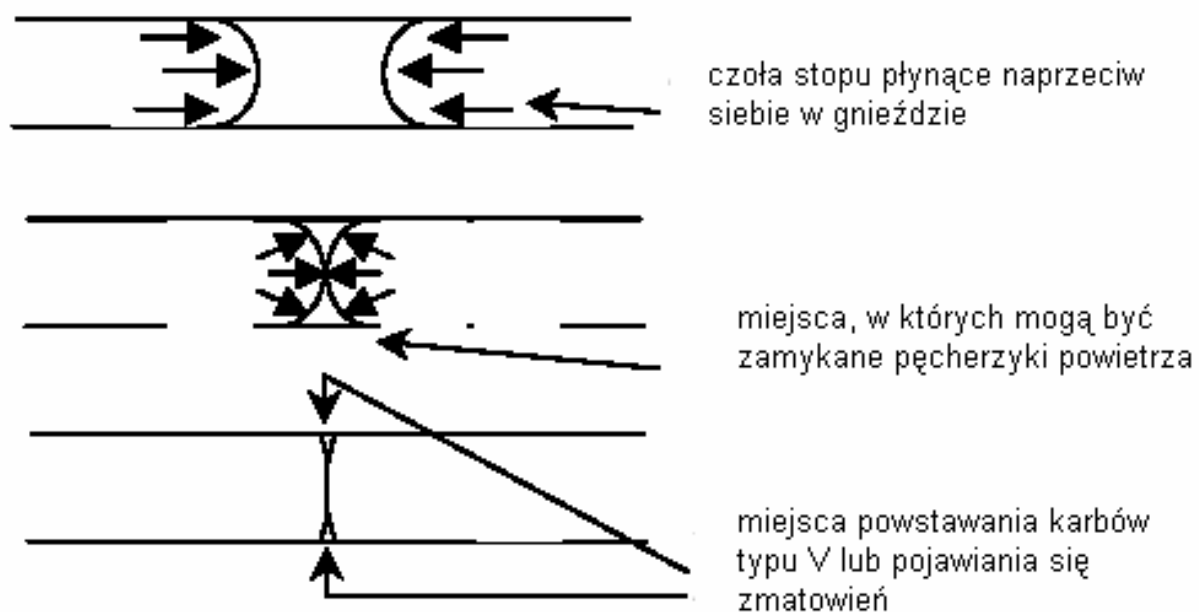 czoła stopu płynące naprzeciw
siebie w gnieździe
miejsca, w których mogą być
zamykane pęcherzyki powietrza
miejsca powstawania karbów
typu V lub pojawiania się
zmatowień